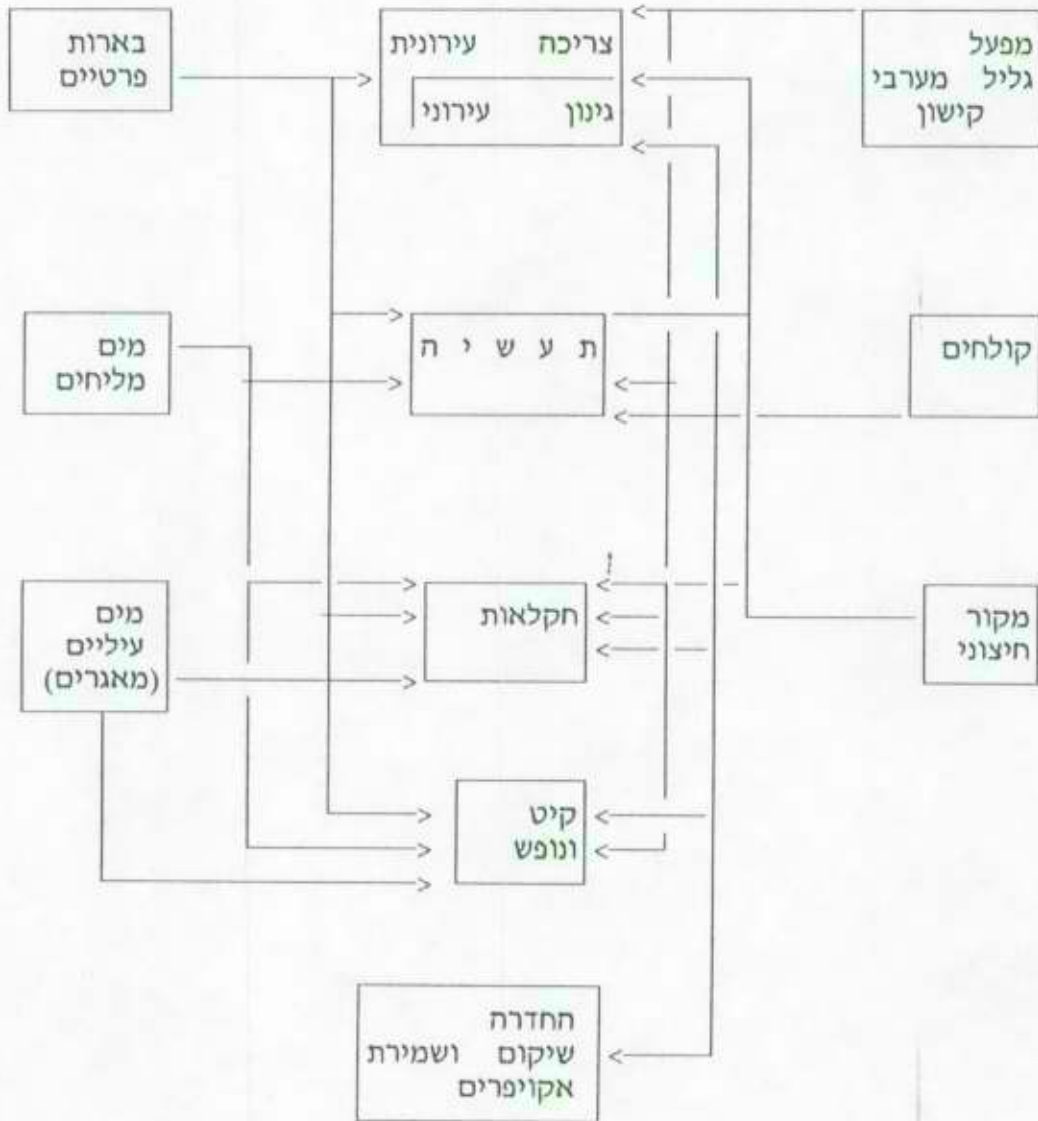 מפעל
גליל מערבי
קישון
צריכה עירונית
גינון עירוני
בארות
פרטיים
קולחים
תעשיה
מים
מליחים
מקור
חיצוני
חקלאות
מים
עיליים
(מאגרים)
קיט
ונופש
החדרה
שיקום ושמירת
אקויפרים